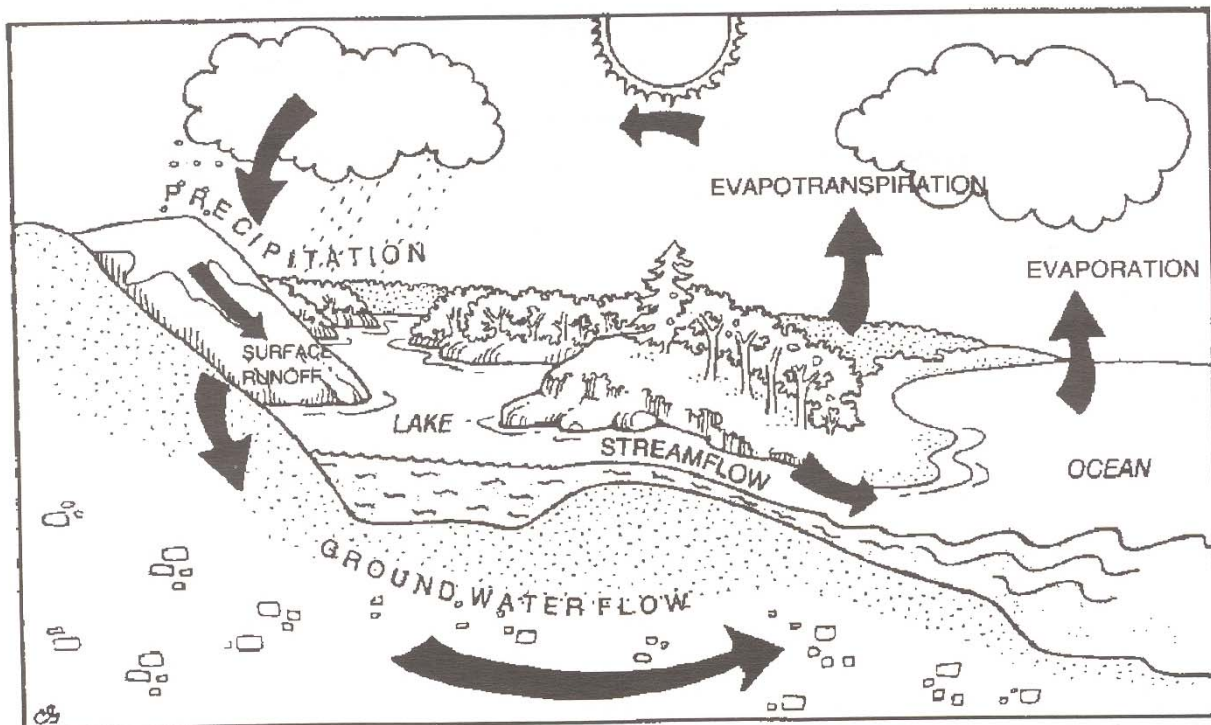 EVAPOTRANSPIRATION
PRECIPITATION
EVAPORATION
SURFACE
RUNOFF
LAKE
STREAMFLOW
OCEAN
GROUND WATER FLOW